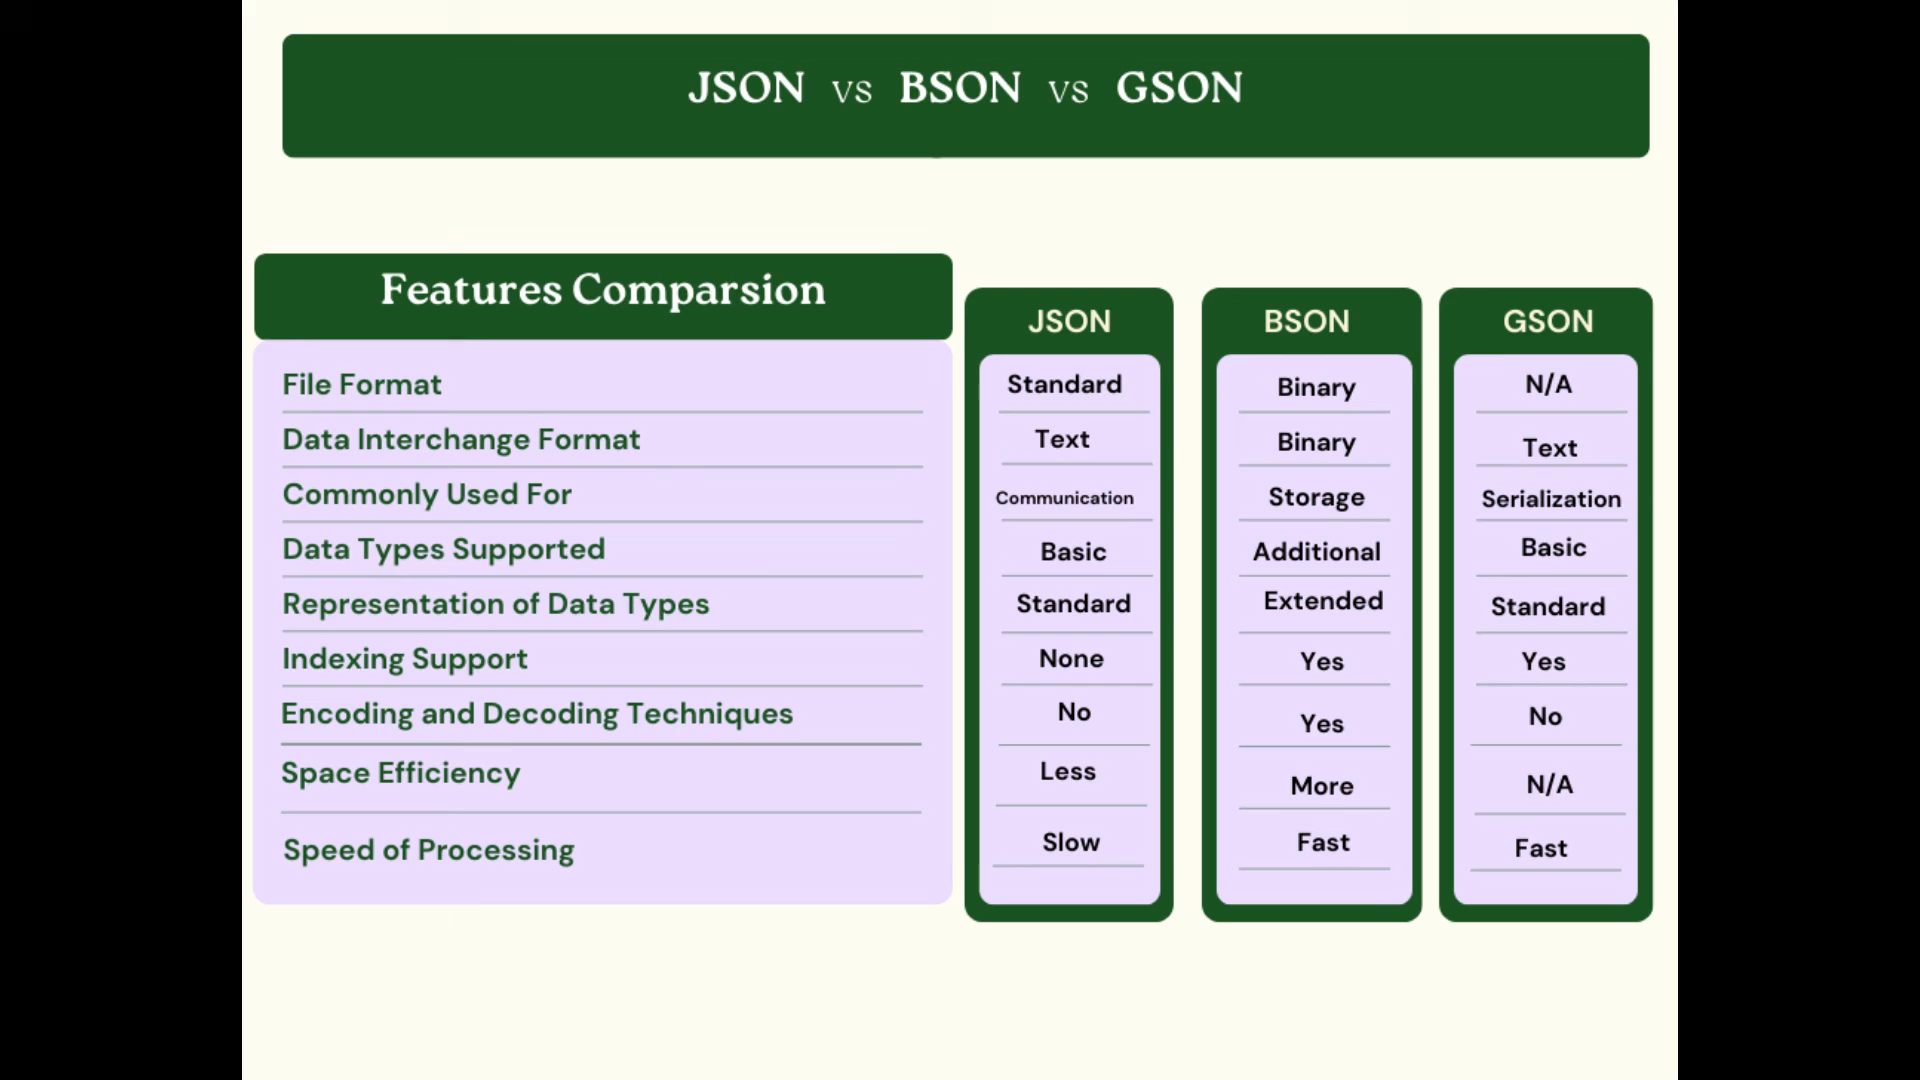 JSON vs BSON vs GSON
Features Comparsion
JSON BSON GSON
File Format Standard Binary N/A
Data Interchange Format Text Binary Text
Commonly Used For Communication Storage Serialization
Data Types Supported Basic Additional Basic
Representation of Data Types Standard Extended Standard
Indexing Support None Yes Yes
Encoding and Decoding Techniques No Yes No
Space Efficiency Less More N/A
Speed of Processing Slow Fast Fast